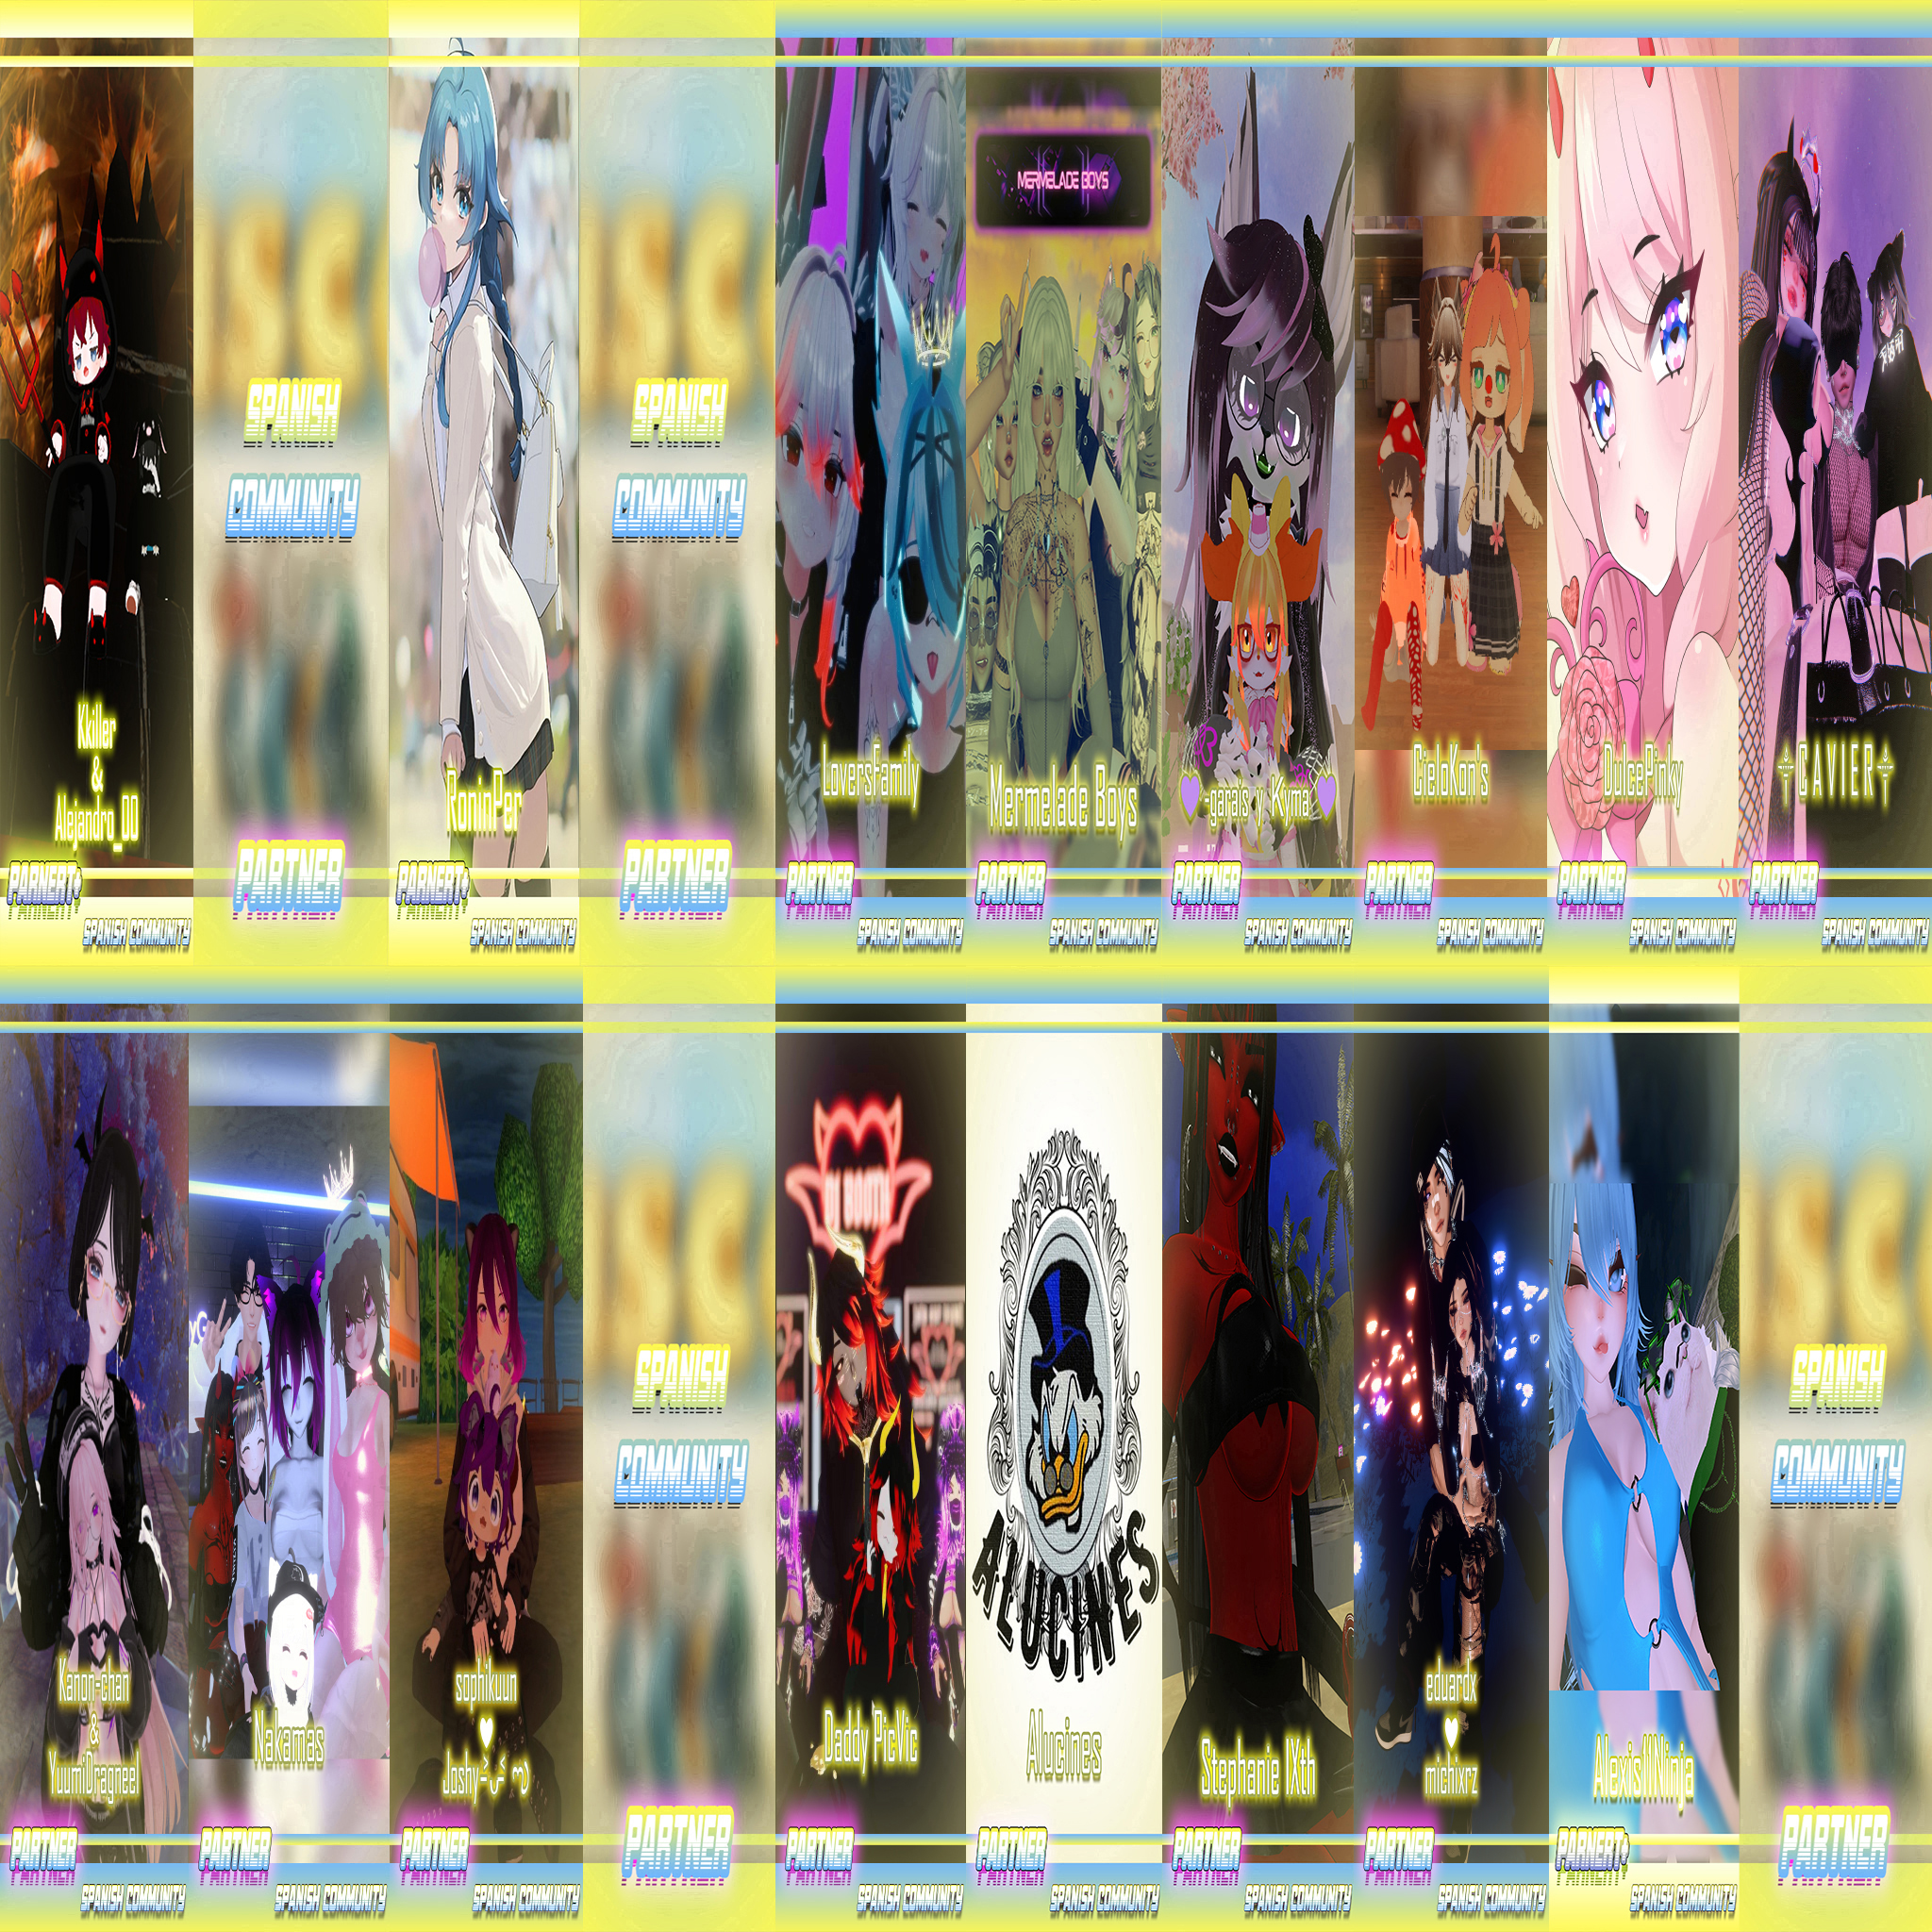 Kkiller
&
Alejandro_00
PARNERT+
SPANISH COMMUNITY
SPANISH
COMMUNITY
PARTNER
RoninPer
PARNERT+
SPANISH COMMUNITY
SPANISH
COMMUNITY
PARTNER
LoversFamily
PARTNER
SPANISH COMMUNITY
MERMELADE BOYS
Mermelade Boys
PARTNER
SPANISH COMMUNITY
-garais y Kyma
PARTNER
SPANISH COMMUNITY
CieloKon's
PARTNER
SPANISH COMMUNITY
DulcePinky
PARTNER
SPANISH COMMUNITY
CAVIER
PARTNER
SPANISH COMMUNITY
Kanon-chan
&
YuumiDragneel
PARTNER
SPANISH COMMUNITY
Nakamas
PARTNER
SPANISH COMMUNITY
sophikuun
♥
Joshy
PARTNER
SPANISH COMMUNITY
SPANISH
COMMUNITY
PARTNER
DJ BOOTH
Daddy PicVic
PARTNER
SPANISH COMMUNITY
ALUCINES
Alucines
PARTNER
SPANISH COMMUNITY
Stephanie IXth
PARTNER
SPANISH COMMUNITY
eduardx
♥
michixrz
PARTNER
SPANISH COMMUNITY
AlexisllNinja
PARNERT+
SPANISH COMMUNITY
SPANISH
COMMUNITY
PARTNER